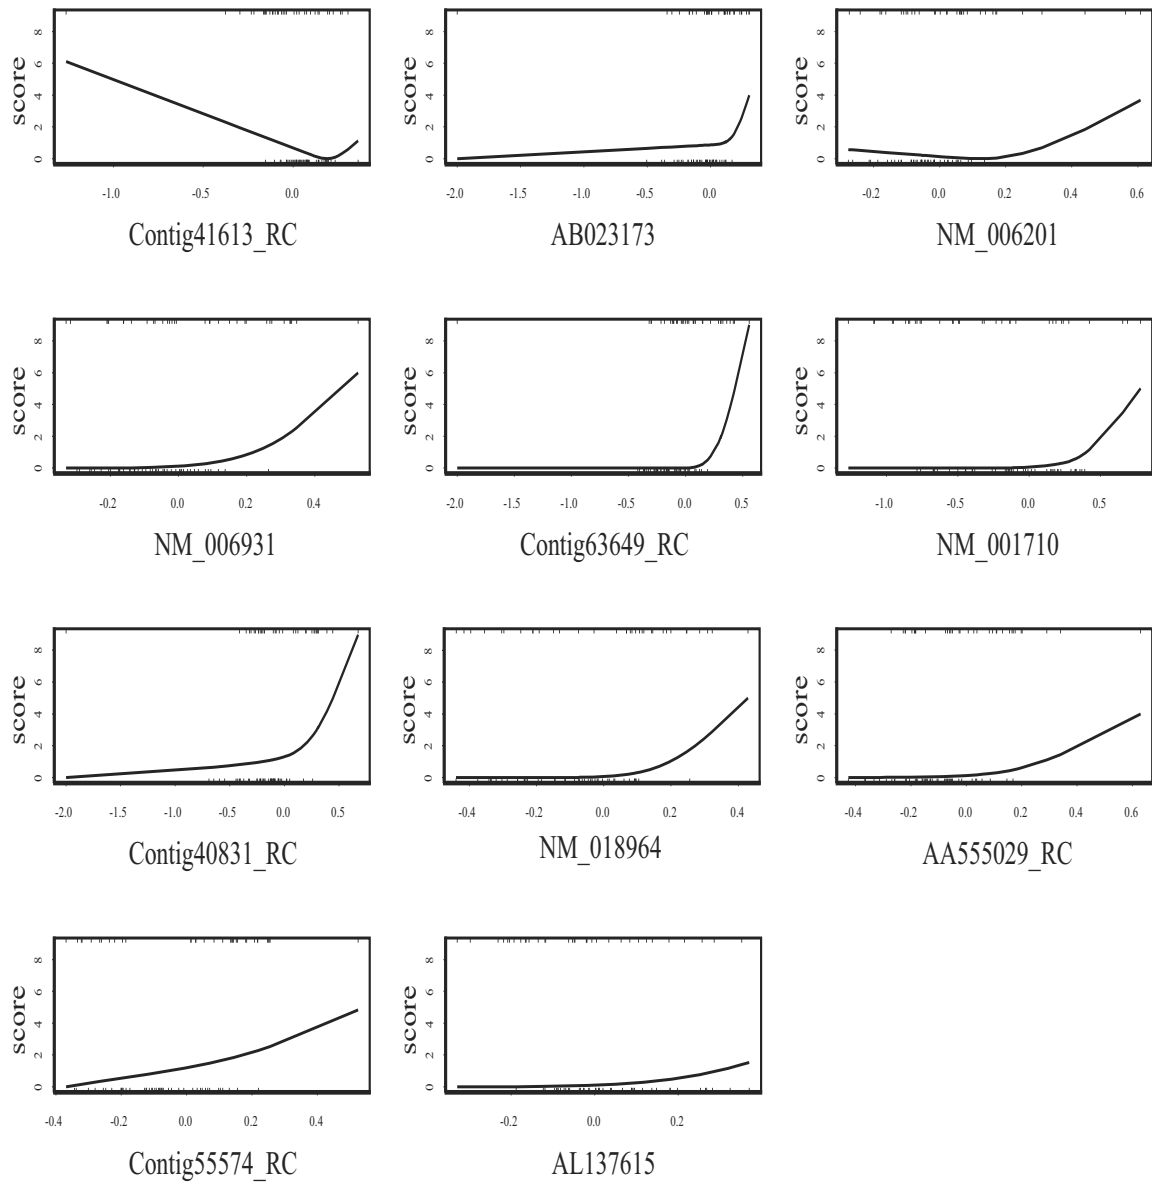 score
0 2 4 6 8
-1.0 -0.5 0.0
Contig41613_RC
score
0 2 4 6 8
-2.0 -1.5 -1.0 -0.5 0.0
AB023173
score
0 2 4 6 8
-0.2 0.0 0.2 0.4 0.6
NM_006201
score
0 2 4 6 8
-0.2 0.0 0.2 0.4
NM_006931
score
0 2 4 6 8
-2.0 -1.5 -1.0 -0.5 0.0 0.5
Contig63649_RC
score
0 2 4 6 8
-1.0 -0.5 0.0 0.5
NM_001710
score
0 2 4 6 8
-2.0 -1.5 -1.0 -0.5 0.0 0.5
Contig40831_RC
score
0 2 4 6 8
-0.4 -0.2 0.0 0.2 0.4
NM_018964
score
0 2 4 6 8
-0.4 -0.2 0.0 0.2 0.4 0.6
AA555029_RC
score
0 2 4 6 8
-0.4 -0.2 0.0 0.2 0.4
Contig55574_RC
score
0 2 4 6 8
-0.2 0.0 0.2
AL137615